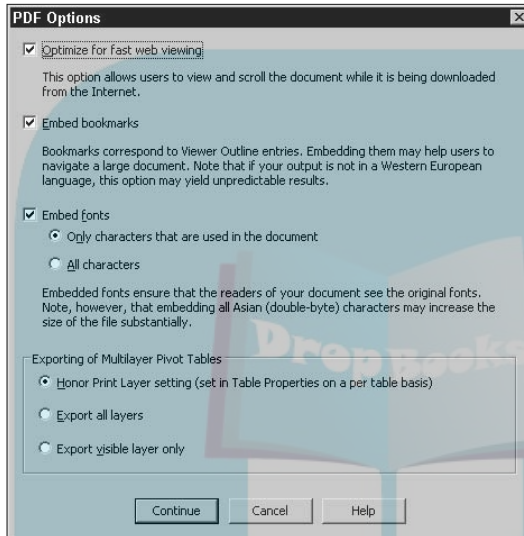 PDF Options
Optimize for fast web viewing
This option allows users to view and scroll the document while it is being downloaded
from the Internet.
Embed bookmarks
Bookmarks correspond to Viewer Outline entries. Embedding them may help users to
navigate a large document. Note that if your output is not in a Western European
language, this option may yield unpredictable results.
Embed fonts
Only characters that are used in the document
All characters
Embedded fonts ensure that the readers of your document see the original fonts.
Note, however, that embedding all Asian (double-byte) characters may increase the
size of the file substantially.
DropBooks
Exporting of Multilayer Pivot Tables
Honor Print Layer setting (set in Table Properties on a per table basis)
Export all layers
Export visible layer only
Continue Cancel Help